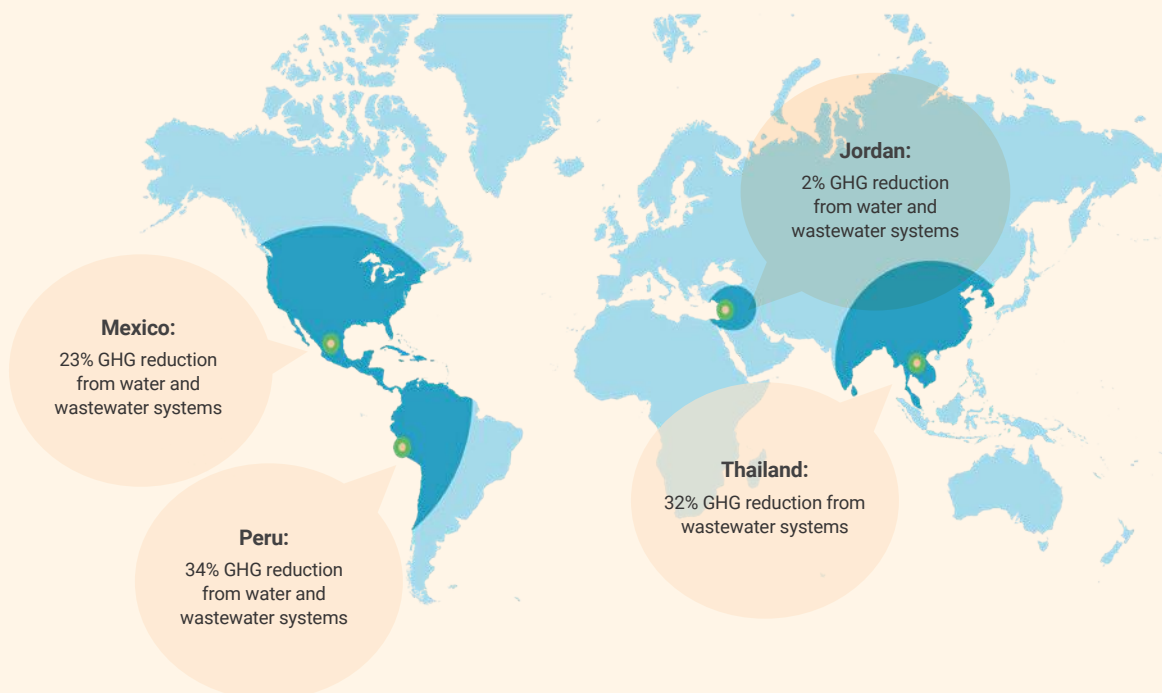 Jordan:
2% GHG reduction
from water and
wastewater systems
Mexico:
23% GHG reduction
from water and
wastewater systems
Thailand:
32% GHG reduction from
wastewater systems
Peru:
34% GHG reduction
from water and
wastewater systems